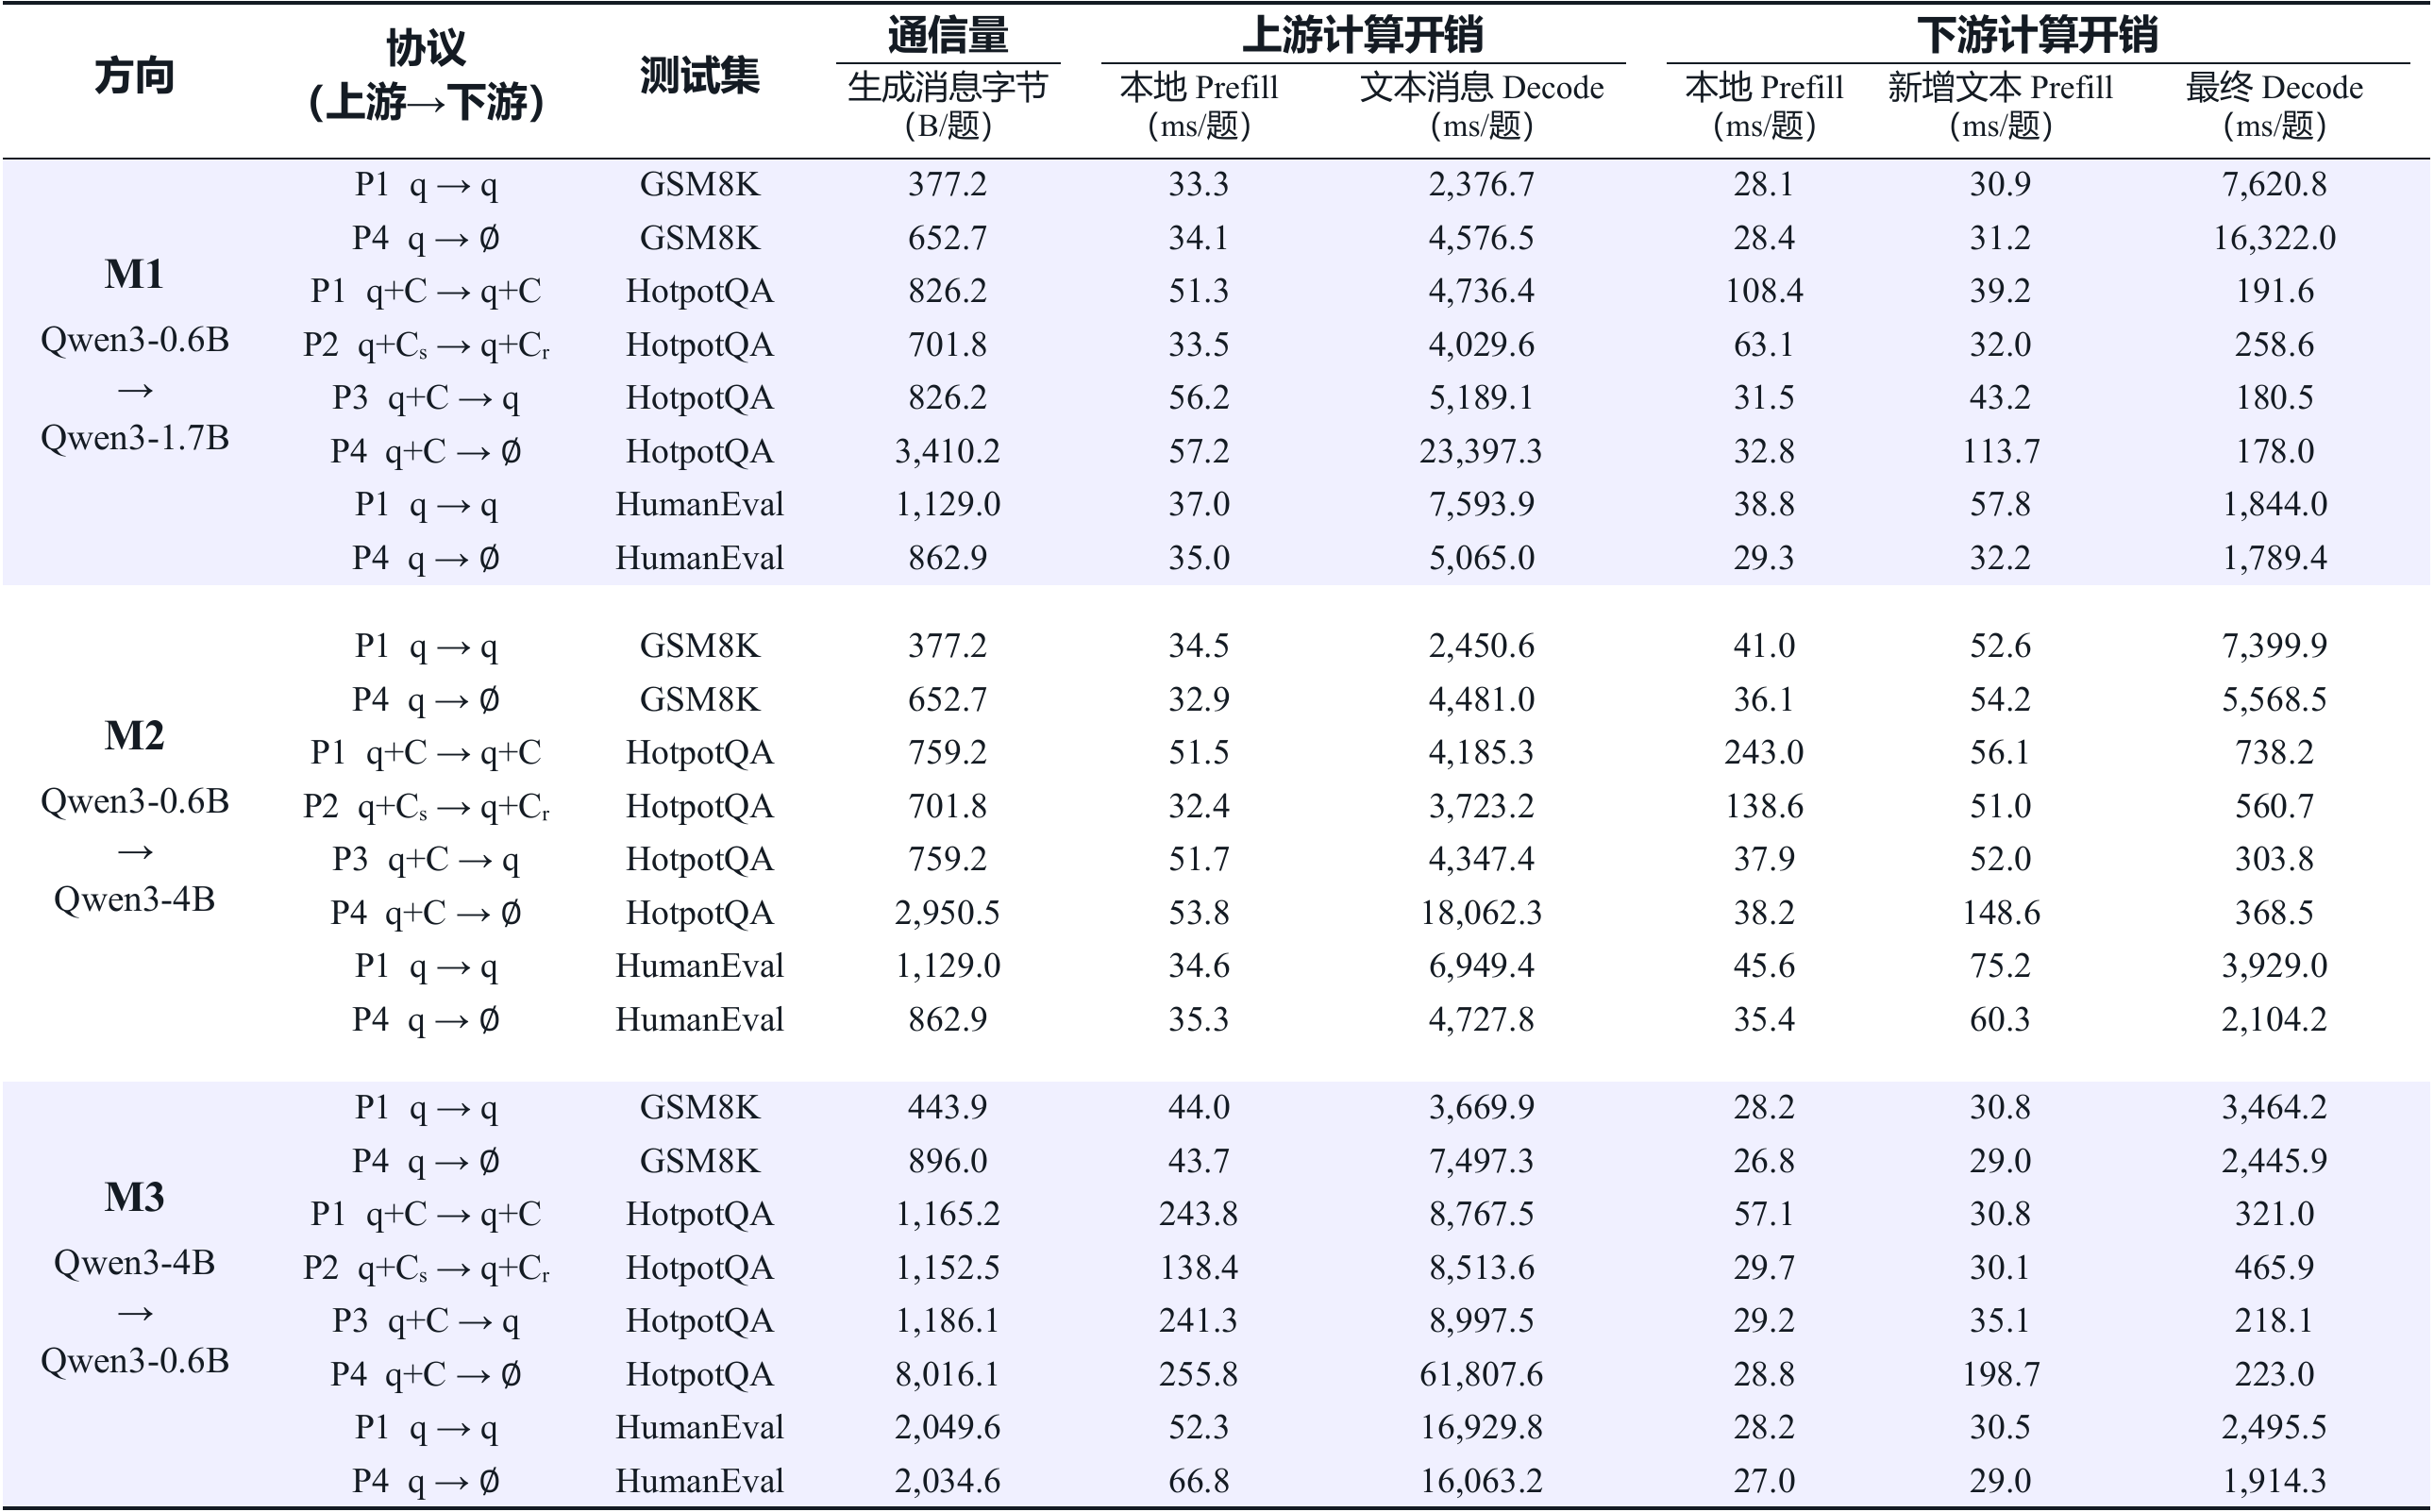 方向 协议 (上游→下游) 测试集 通信量 上游计算开销 下游计算开销
生成消息字节 (B/题) 本地 Prefill (ms/题) 文本消息 Decode (ms/题) 本地 Prefill (ms/题) 新增文本 Prefill (ms/题) 最终 Decode (ms/题)
M1
Qwen3-0.6B
→
Qwen3-1.7B
P1 q → q GSM8K 377.2 33.3 2,376.7 28.1 30.9 7,620.8
P4 q → ∅ GSM8K 652.7 34.1 4,576.5 28.4 31.2 16,322.0
P1 q+C → q+C HotpotQA 826.2 51.3 4,736.4 108.4 39.2 191.6
P2 q+Cₛ → q+Cᵣ HotpotQA 701.8 33.5 4,029.6 63.1 32.0 258.6
P3 q+C → q HotpotQA 826.2 56.2 5,189.1 31.5 43.2 180.5
P4 q+C → ∅ HotpotQA 3,410.2 57.2 23,397.3 32.8 113.7 178.0
P1 q → q HumanEval 1,129.0 37.0 7,593.9 38.8 57.8 1,844.0
P4 q → ∅ HumanEval 862.9 35.0 5,065.0 29.3 32.2 1,789.4
M2
Qwen3-0.6B
→
Qwen3-4B
P1 q → q GSM8K 377.2 34.5 2,450.6 41.0 52.6 7,399.9
P4 q → ∅ GSM8K 652.7 32.9 4,481.0 36.1 54.2 5,568.5
P1 q+C → q+C HotpotQA 759.2 51.5 4,185.3 243.0 56.1 738.2
P2 q+Cₛ → q+Cᵣ HotpotQA 701.8 32.4 3,723.2 138.6 51.0 560.7
P3 q+C → q HotpotQA 759.2 51.7 4,347.4 37.9 52.0 303.8
P4 q+C → ∅ HotpotQA 2,950.5 53.8 18,062.3 38.2 148.6 368.5
P1 q → q HumanEval 1,129.0 34.6 6,949.4 45.6 75.2 3,929.0
P4 q → ∅ HumanEval 862.9 35.3 4,727.8 35.4 60.3 2,104.2
M3
Qwen3-4B
→
Qwen3-0.6B
P1 q → q GSM8K 443.9 44.0 3,669.9 28.2 30.8 3,464.2
P4 q → ∅ GSM8K 896.0 43.7 7,497.3 26.8 29.0 2,445.9
P1 q+C → q+C HotpotQA 1,165.2 243.8 8,767.5 57.1 30.8 321.0
P2 q+Cₛ → q+Cᵣ HotpotQA 1,152.5 138.4 8,513.6 29.7 30.1 465.9
P3 q+C → q HotpotQA 1,186.1 241.3 8,997.5 29.2 35.1 218.1
P4 q+C → ∅ HotpotQA 8,016.1 255.8 61,807.6 28.8 198.7 223.0
P1 q → q HumanEval 2,049.6 52.3 16,929.8 28.2 30.5 2,495.5
P4 q → ∅ HumanEval 2,034.6 66.8 16,063.2 27.0 29.0 1,914.3